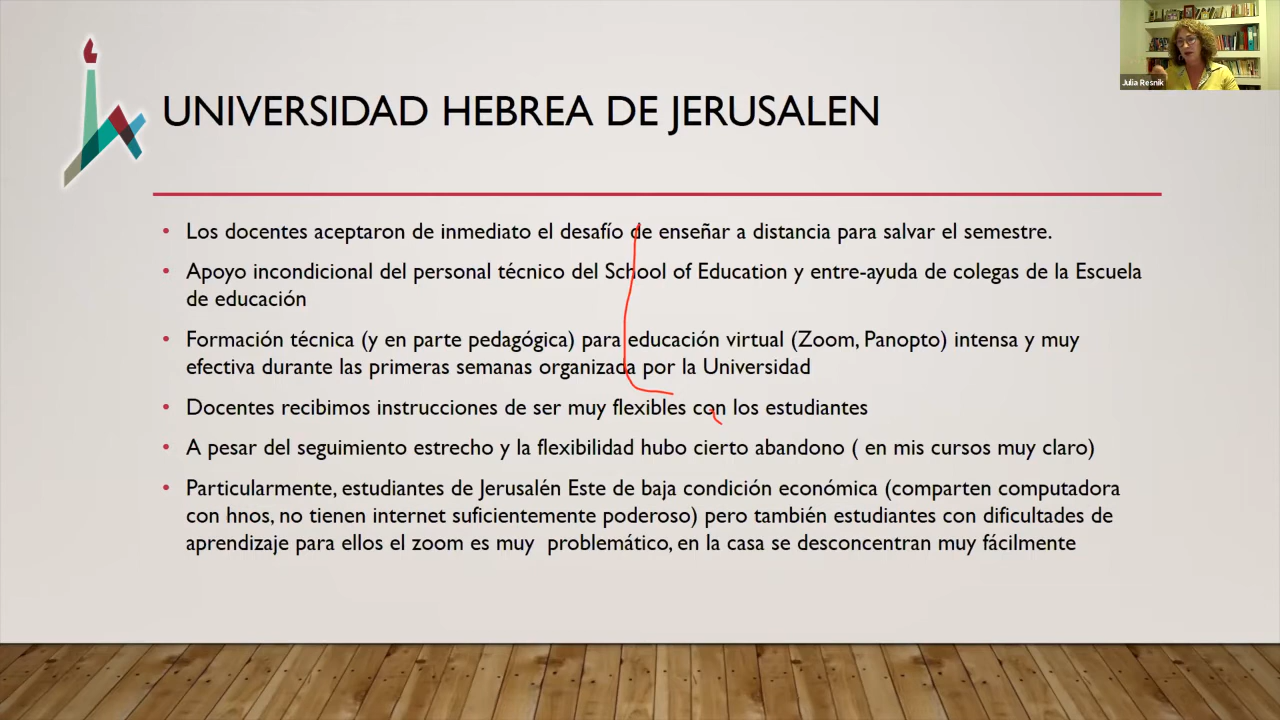 Julia Resnik
UNIVERSIDAD HEBREA DE JERUSALEN
• Los docentes aceptaron de inmediato el desafío de enseñar a distancia para salvar el semestre.
• Apoyo incondicional del personal técnico del School of Education y entre-ayuda de colegas de la Escuela
de educación
• Formación técnica (y en parte pedagógica) para educación virtual (Zoom, Panopto) intensa y muy
efectiva durante las primeras semanas organizada por la Universidad
• Docentes recibimos instrucciones de ser muy flexibles con los estudiantes
• A pesar del seguimiento estrecho y la flexibilidad hubo cierto abandono ( en mis cursos muy claro)
• Particularmente, estudiantes de Jerusalén Este de baja condición económica (comparten computadora
con hnos, no tienen internet suficientemente poderoso) pero también estudiantes con dificultades de
aprendizaje para ellos el zoom es muy  problemático, en la casa se desconcentran muy fácilmente